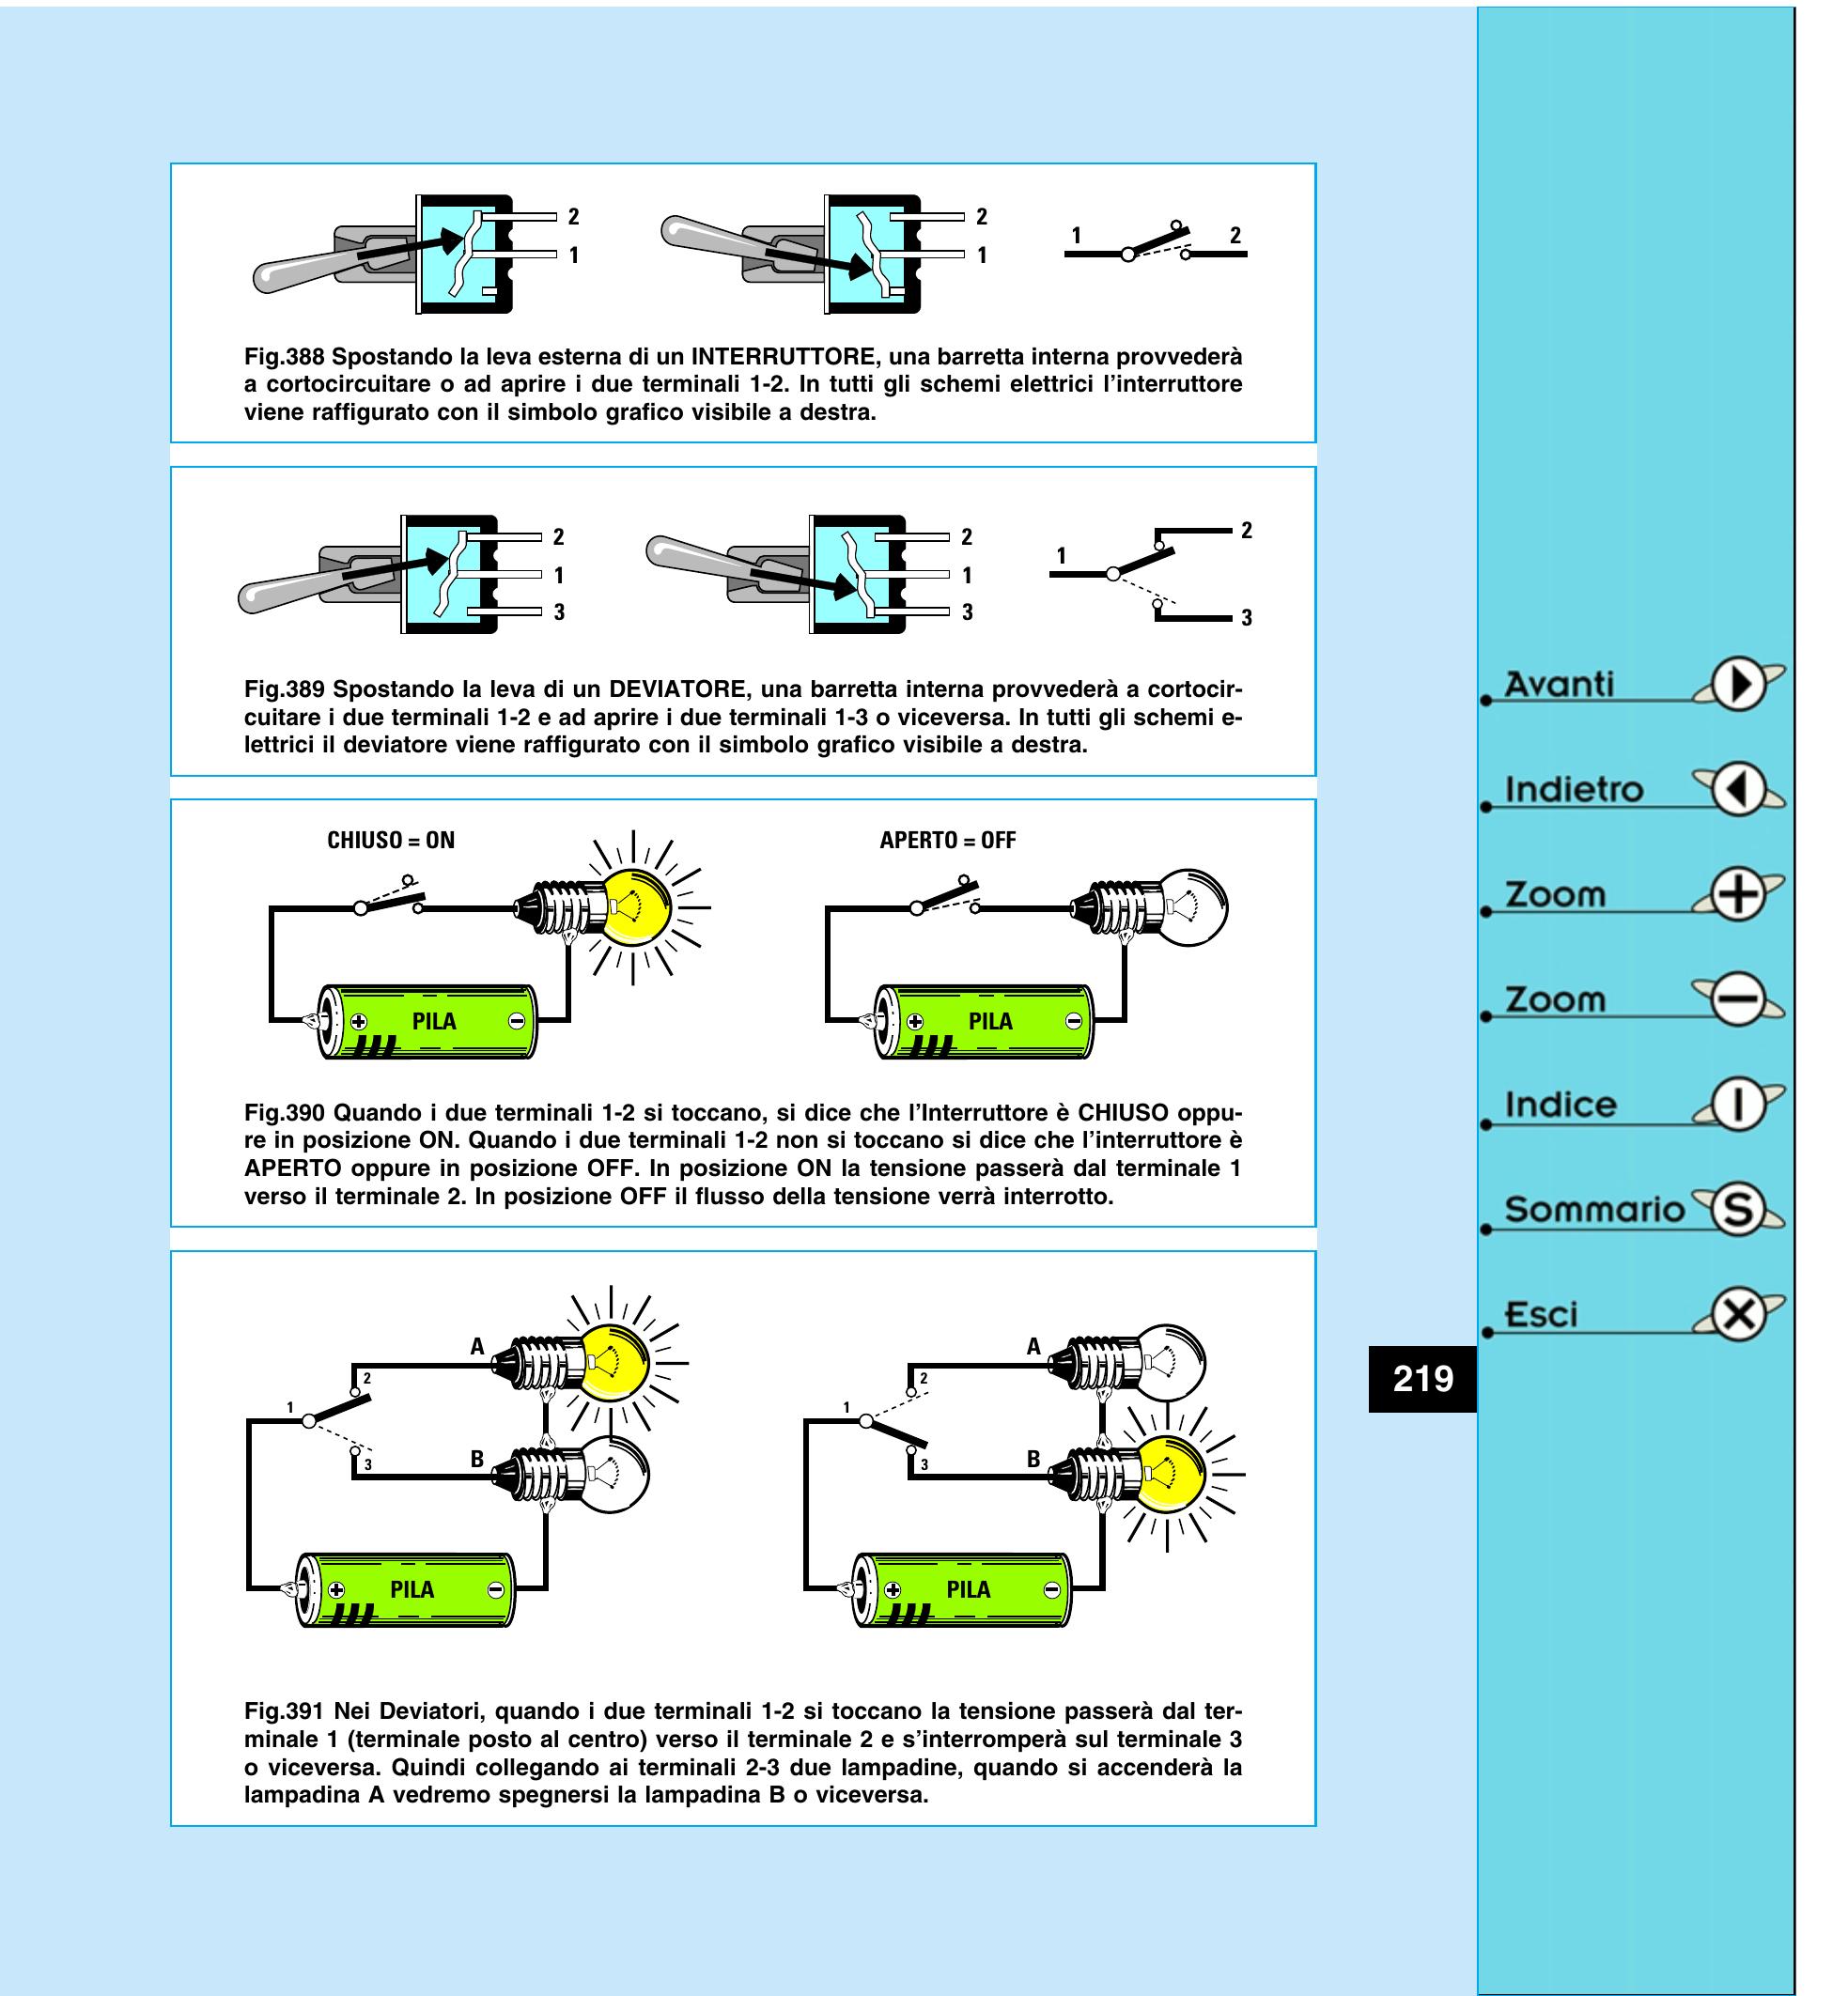 2
1
2
1
1 2
Fig.388 Spostando la leva esterna di un INTERRUTTORE, una barretta interna provvederà
a cortocircuitare o ad aprire i due terminali 1-2. In tutti gli schemi elettrici l'interruttore
viene raffigurato con il simbolo grafico visibile a destra.
2
1
3
2
1
3
1
2
3
Fig.389 Spostando la leva di un DEVIATORE, una barretta interna provvederà a cortocir-
cuitare i due terminali 1-2 e ad aprire i due terminali 1-3 o viceversa. In tutti gli schemi e-
lettrici il deviatore viene raffigurato con il simbolo grafico visibile a destra.
CHIUSO = ON
PILA
APERTO = OFF
PILA
Fig.390 Quando i due terminali 1-2 si toccano, si dice che l'Interruttore è CHIUSO oppu-
re in posizione ON. Quando i due terminali 1-2 non si toccano si dice che l'interruttore è
APERTO oppure in posizione OFF. In posizione ON la tensione passerà dal terminale 1
verso il terminale 2. In posizione OFF il flusso della tensione verrà interrotto.
A
2
1
B
3
PILA
A
2
1
B
3
PILA
Fig.391 Nei Deviatori, quando i due terminali 1-2 si toccano la tensione passerà dal ter-
minale 1 (terminale posto al centro) verso il terminale 2 e s'interromperà sul terminale 3
o viceversa. Quindi collegando ai terminali 2-3 due lampadine, quando si accenderà la
lampadina A vedremo spegnersi la lampadina B o viceversa.
219
Avanti
Indietro
Zoom +
Zoom −
Indice I
Sommario S
Esci X